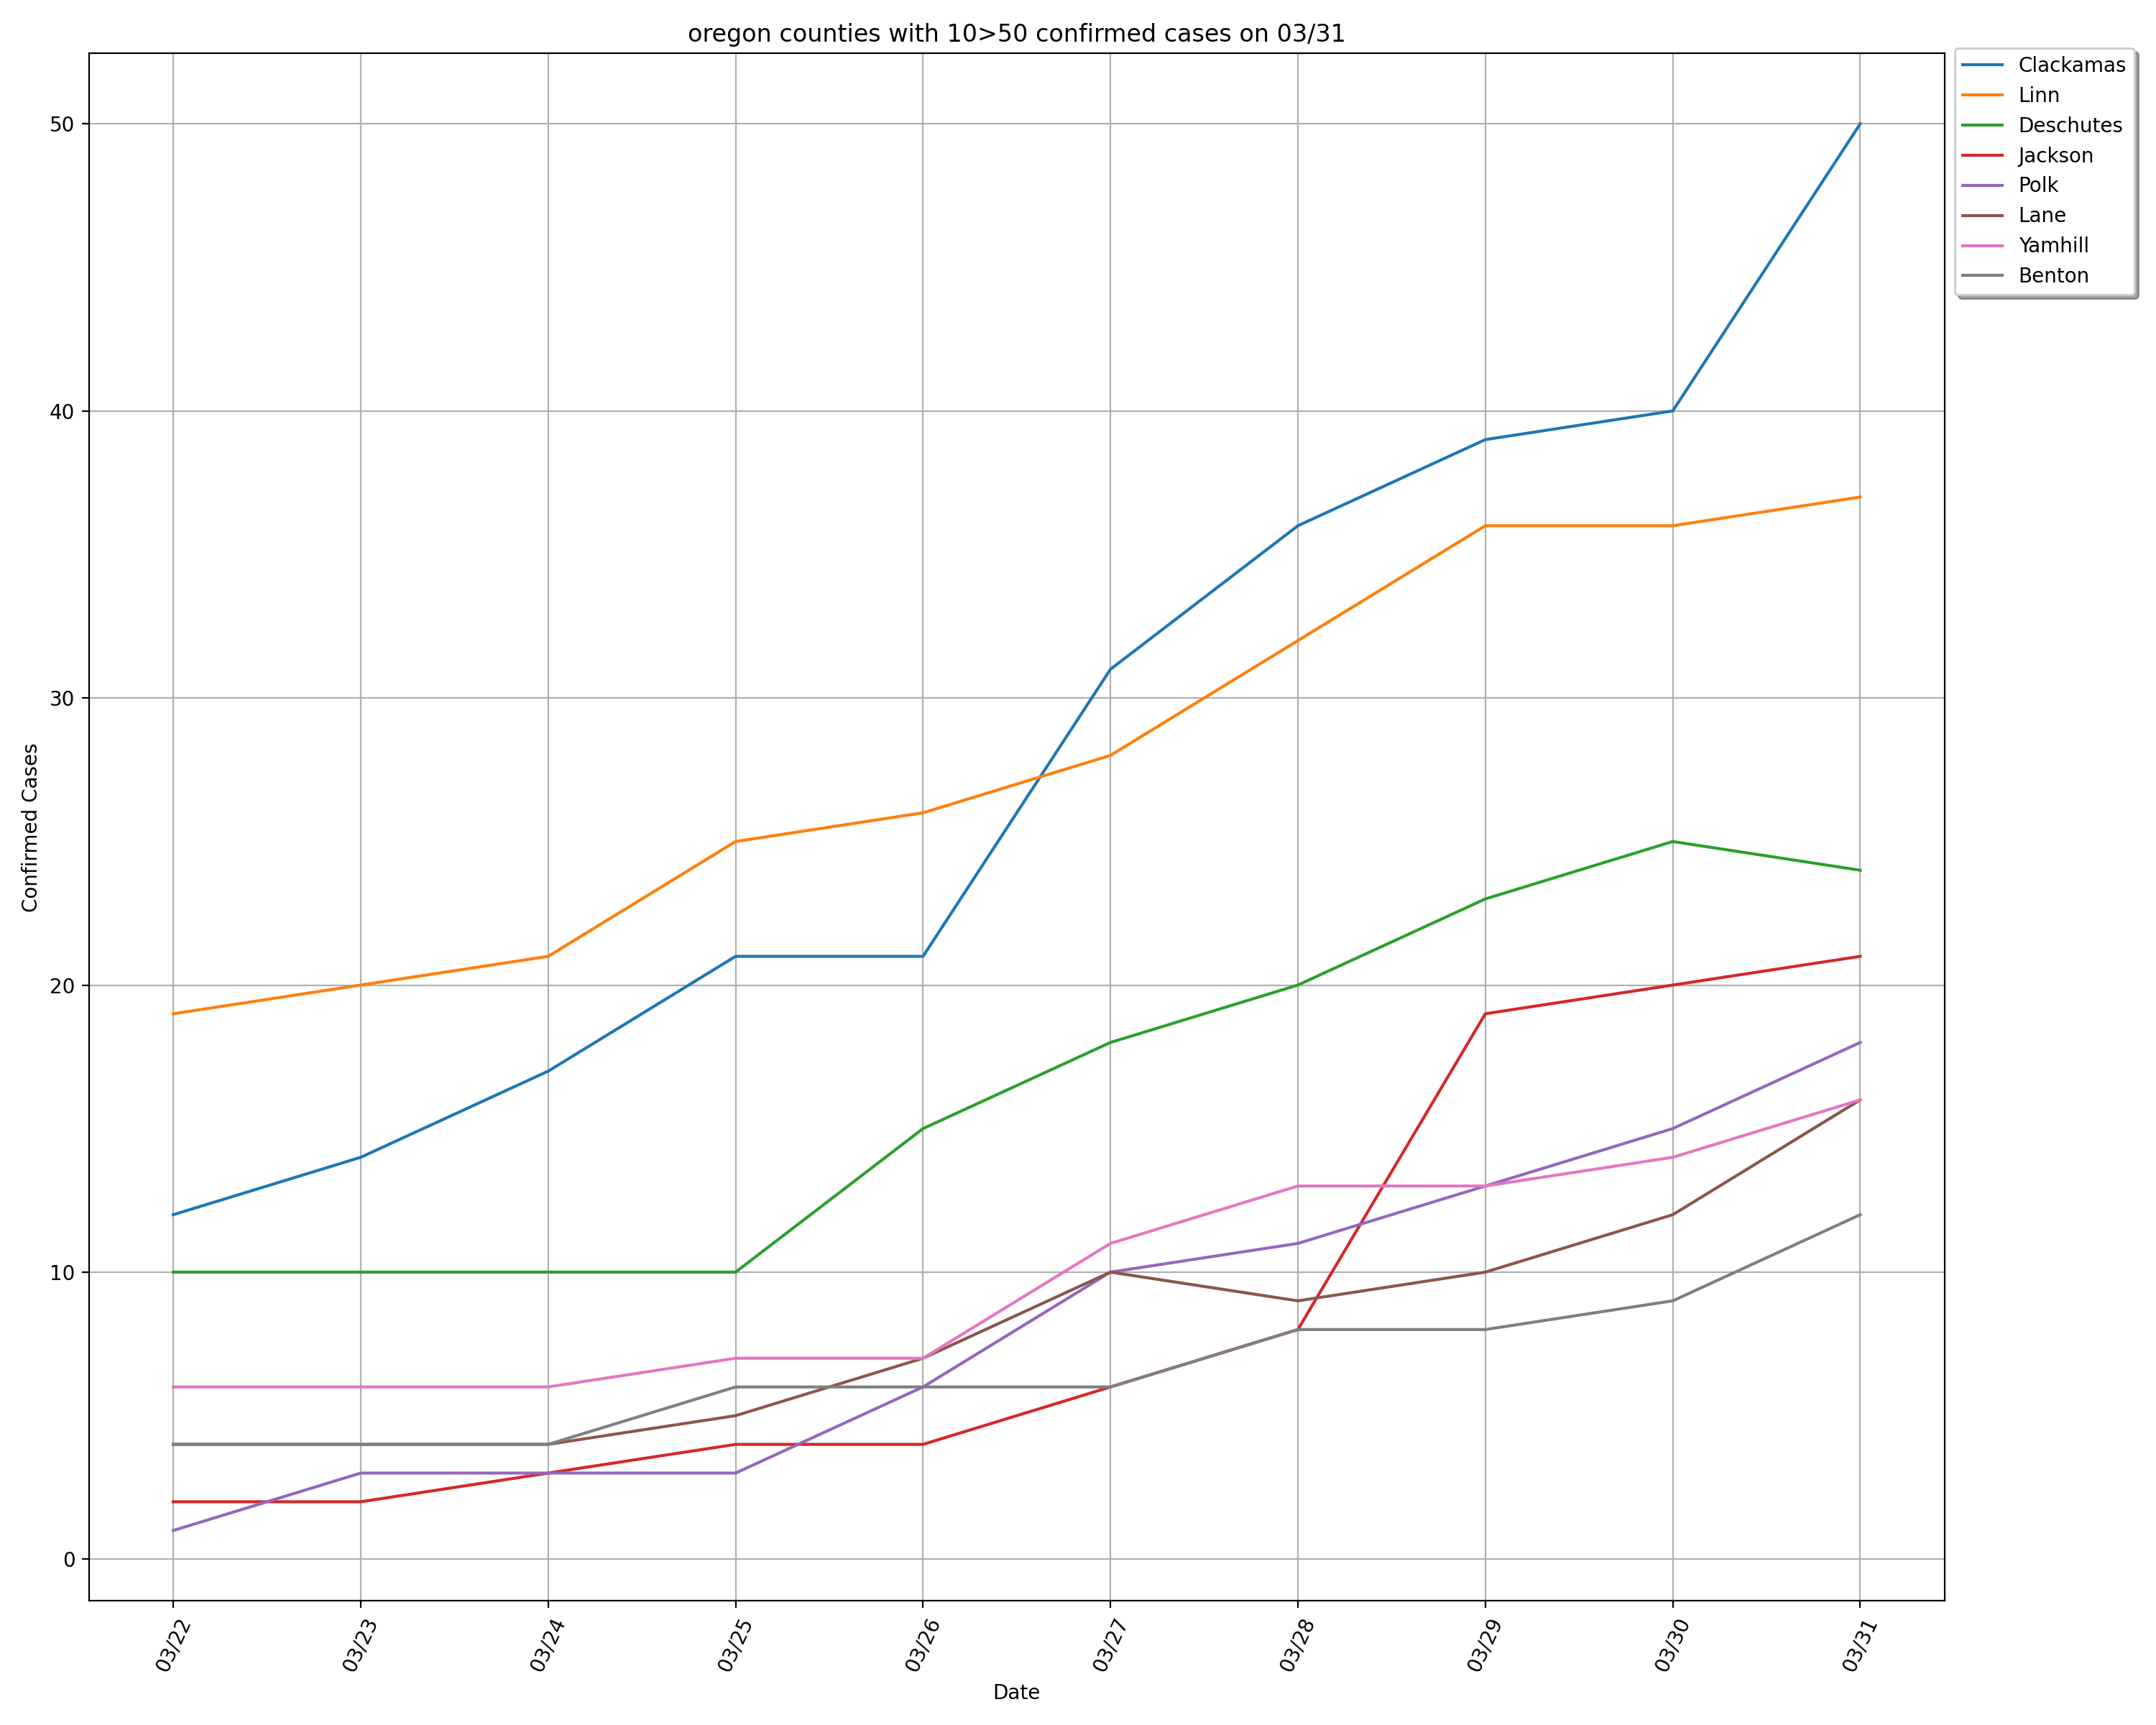 oregon counties with 10>50 confirmed cases on 03/31
Clackamas
Linn
Deschutes
Jackson
Polk
Lane
Yamhill
Benton
50
40
30
20
10
0
Confirmed Cases
03/22
03/23
03/24
03/25
03/26
03/27
03/28
03/29
03/30
03/31
Date